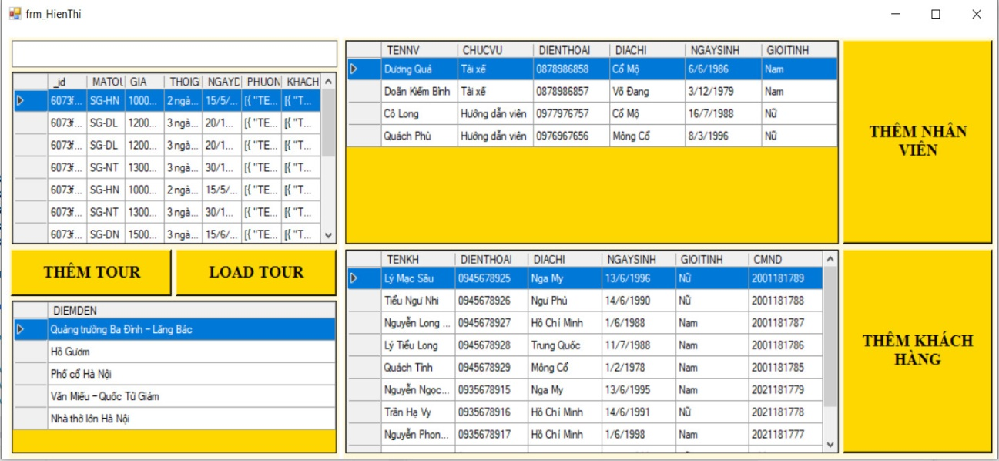 frm_HienThi
_id MATOU GIA THOIG NGAYD PHUON KHACH
6073f... SG-HN 1000... 2 ngà... 15/5/... [{ "TE... [{ "T...
6073f... SG-DL 1200... 3 ngà... 20/1... [{ "TE... [{ "T...
6073f... SG-DL 1200... 3 ngà... 20/1... [{ "TE... [{ "T...
6073f... SG-NT 1300... 3 ngà... 30/1... [{ "TE... [{ "T...
6073f... SG-HN 1000... 2 ngà... 15/5/... [{ "TE... [{ "T...
6073f... SG-NT 1300... 3 ngà... 30/1... [{ "TE... [{ "T...
6073f... SG-DN 1500... 3 ngà... 15/6/... [{ "TE... [{ "T...
THÊM TOUR
LOAD TOUR
DIEMDEN
Quảng trường Ba Đình - Lăng Bác
Hồ Gươm
Phố cổ Hà Nội
Văn Miếu - Quốc Tử Giám
Nhà thờ lớn Hà Nội
TENNV CHUCVU DIENTHOAI DIACHI NGAYSINH GIOITINH
Dương Quá Tài xế 0878986858 Cổ Mộ 6/6/1986 Nam
Doãn Kiếm Bình Tài xế 0878986857 Võ Đang 3/12/1979 Nam
Cô Long Hướng dẫn viên 0977976757 Cổ Mộ 16/7/1988 Nữ
Quách Phù Hướng dẫn viên 0976967656 Mông Cổ 8/3/1996 Nữ
THÊM NHÂN
VIÊN
TENKH DIENTHOAI DIACHI NGAYSINH GIOITINH CMND
Lý Mạc Sầu 0945678925 Nga My 13/6/1996 Nữ 2001181789
Tiểu Ngư Nhi 0945678926 Ngư Phủ 14/6/1990 Nữ 2001181788
Nguyễn Long ... 0945678927 Hồ Chí Minh 1/6/1988 Nam 2001181787
Lý Tiểu Long 0945678928 Trung Quốc 11/7/1988 Nam 2001181786
Quách Tĩnh 0945678929 Mông Cổ 1/2/1978 Nam 2001181785
Nguyễn Ngọc... 0935678915 Nga My 13/6/1995 Nam 2021181779
Trần Hạ Vy 0935678916 Hồ Chí Minh 14/6/1991 Nữ 2021181778
Nguyễn Phon... 0935678917 Hồ Chí Minh 1/6/1998 Nam 2021181777
THÊM KHÁCH
HÀNG